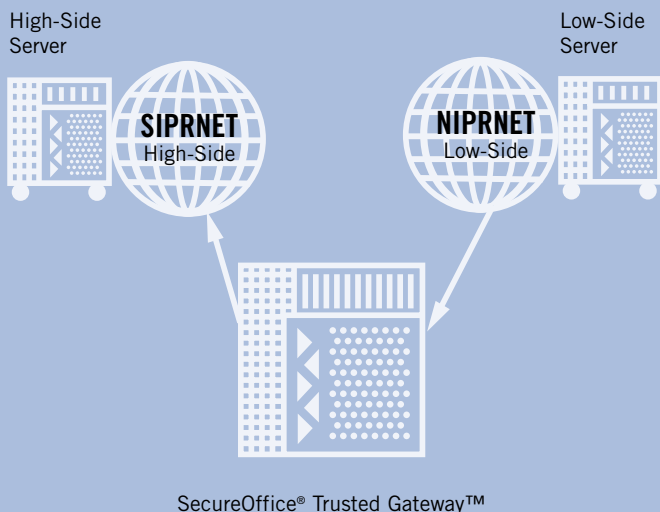 High-Side
Server
Low-Side
Server
SIPRNET
High-Side
NIPRNET
Low-Side
SecureOffice® Trusted Gateway™